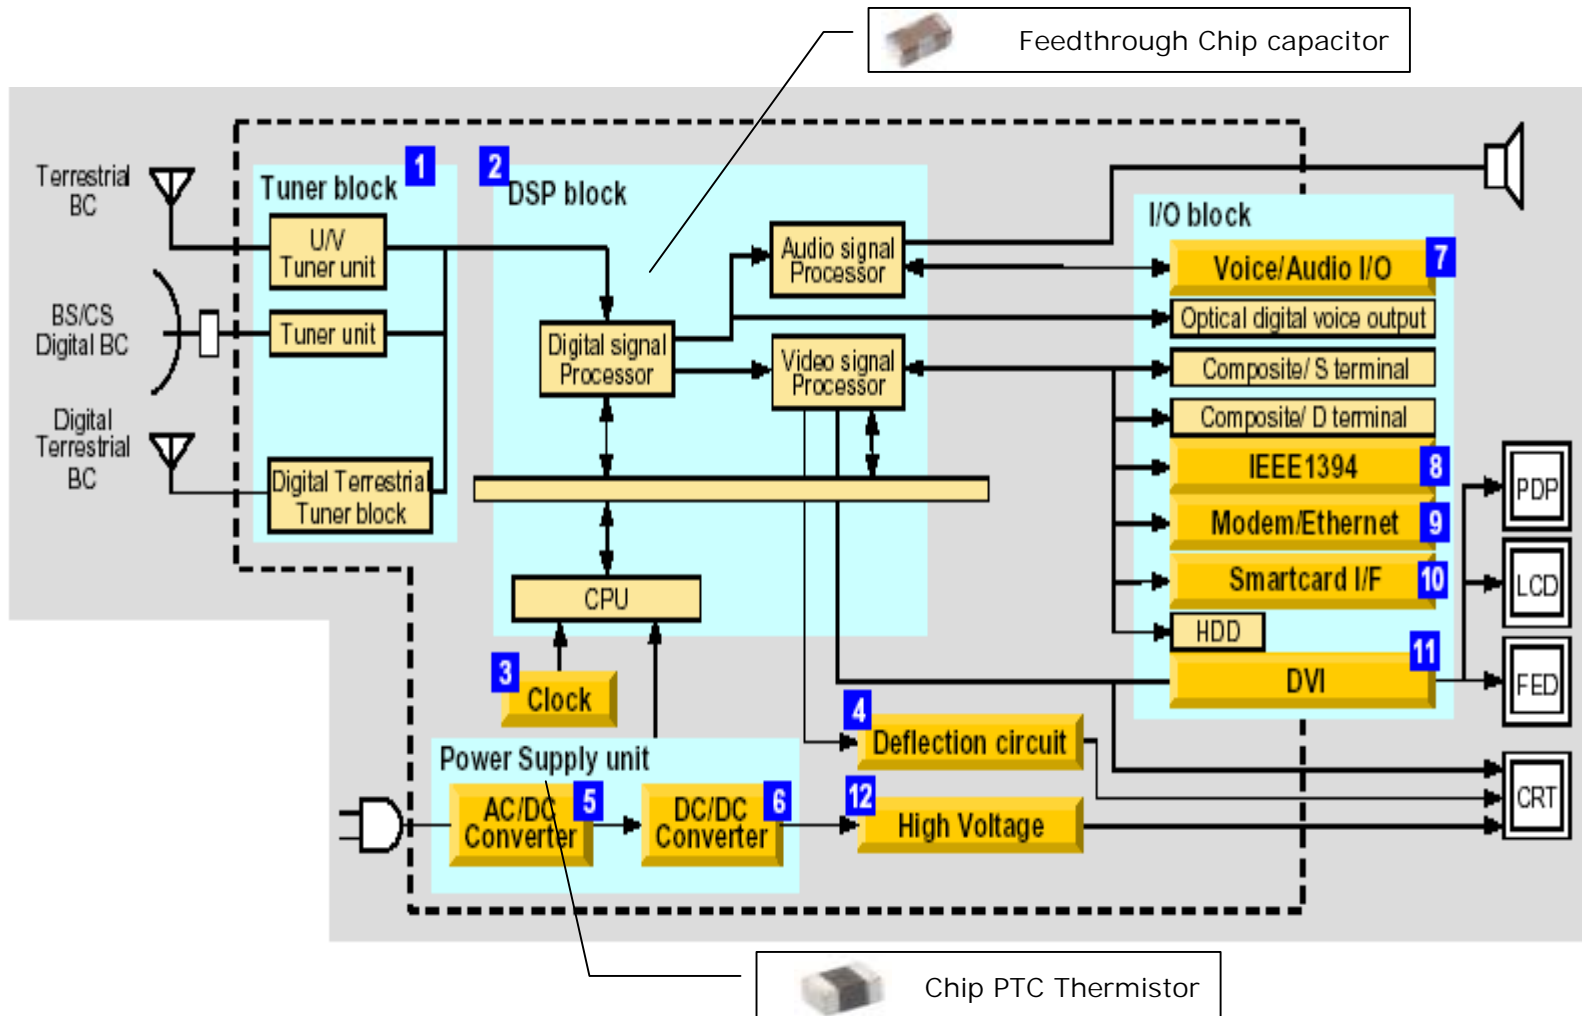 Feedthrough Chip capacitor
Terrestrial
BC
BS/CS
Digital BC
Digital
Terrestrial
BC
Tuner block
1
U/V
Tuner unit
Tuner unit
Digital Terrestrial
Tuner block
2
DSP block
Audio signal
Processor
Digital signal
Processor
Video signal
Processor
CPU
3
Clock
Power Supply unit
AC/DC
Converter
5
DC/DC
Converter
6
4
Deflection circuit
12
High Voltage
I/O block
Voice/Audio I/O
7
Optical digital voice output
Composite/ S terminal
Composite/ D terminal
IEEE1394
8
Modem/Ethernet
9
Smartcard I/F
10
HDD
11
DVI
PDP
LCD
FED
CRT
Chip PTC Thermistor